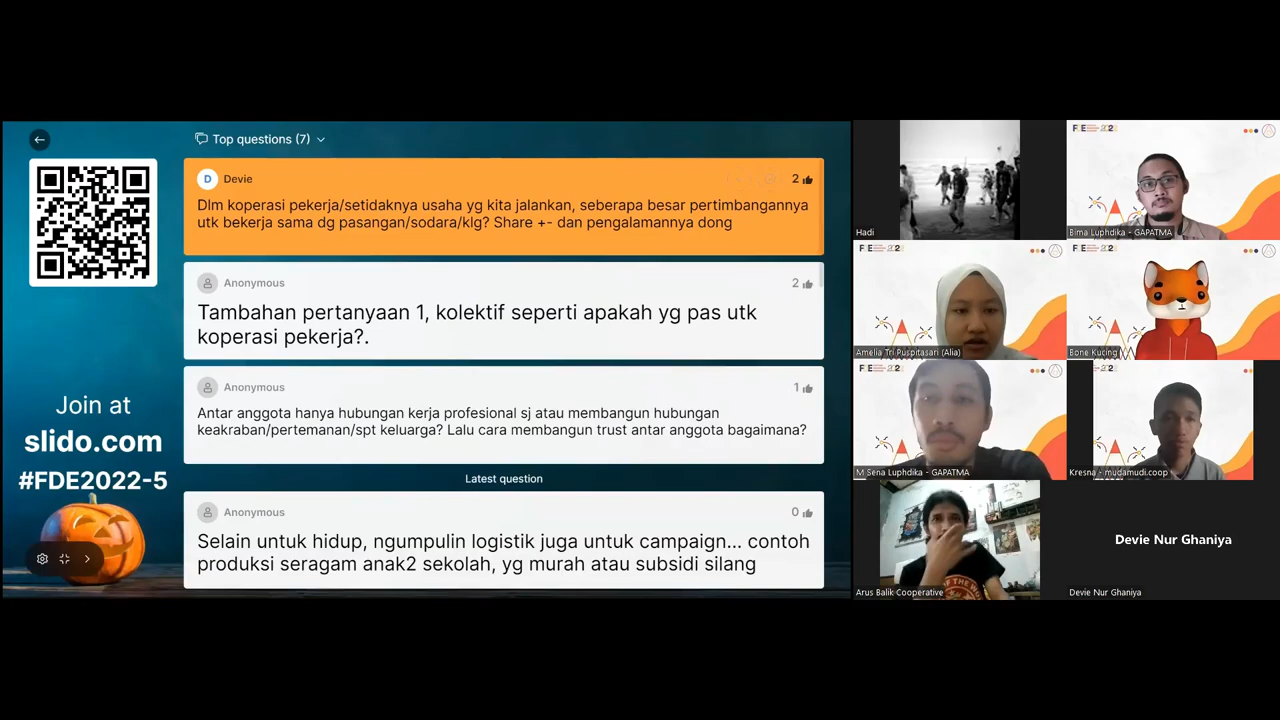 Top questions (7)
D
Devie
2
Dlm koperasi pekerja/setidaknya usaha yg kita jalankan, seberapa besar pertimbangannya
utk bekerja sama dg pasangan/sodara/klg? Share +- dan pengalamannya dong
Anonymous
2
Tambahan pertanyaan 1, kolektif seperti apakah yg pas utk
koperasi pekerja?.
Anonymous
1
Antar anggota hanya hubungan kerja profesional sj atau membangun hubungan
keakraban/pertemanan/spt keluarga? Lalu cara membangun trust antar anggota bagaimana?
Latest question
Anonymous
0
Selain untuk hidup, ngumpulin logistik juga untuk campaign... contoh
produksi seragam anak2 sekolah, yg murah atau subsidi silang
Join at
slido.com
#FDE2022-5
Hadi
Bima Luphdika - GAPATMA
Amelia Tri Puspitasari (Alia)
Bone Kucing
M Sena Luphdika - GAPATMA
Kresna - mudamudi.coop
Arus Balik Cooperative
Devie Nur Ghaniya
Devie Nur Ghaniya